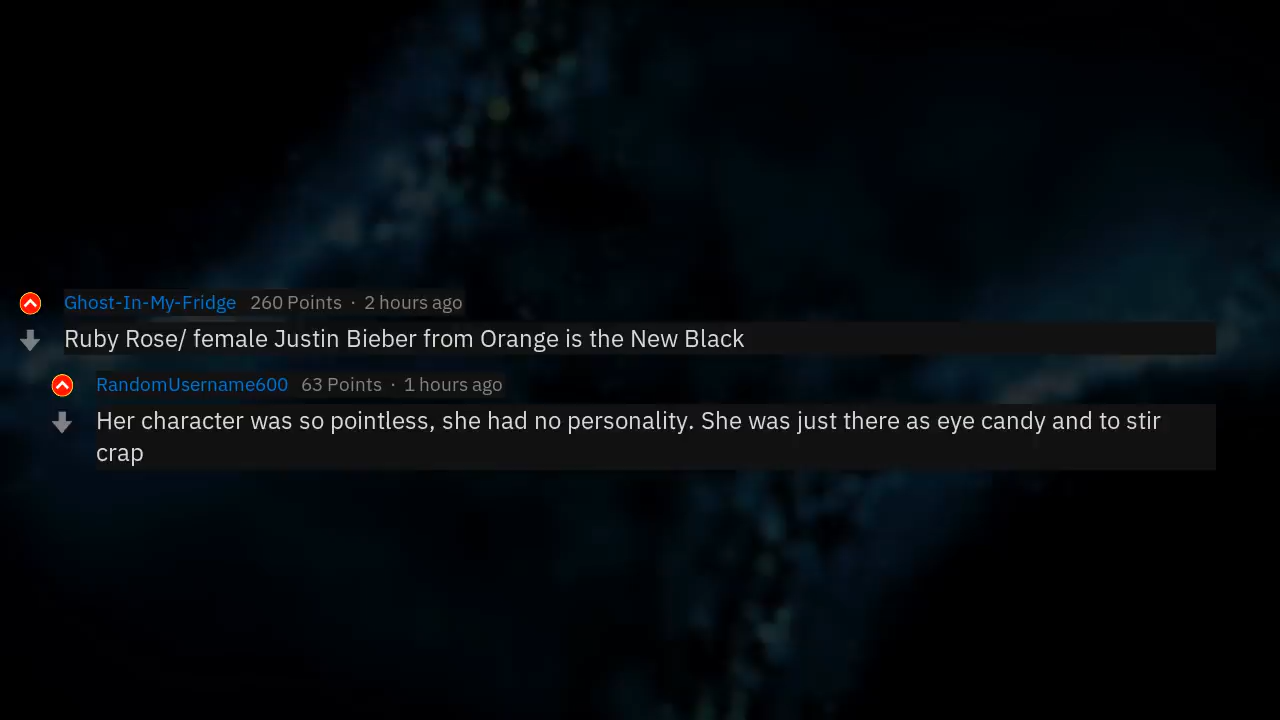 Ghost-In-My-Fridge 260 Points · 2 hours ago
Ruby Rose/ female Justin Bieber from Orange is the New Black
RandomUsername600 63 Points · 1 hours ago
Her character was so pointless, she had no personality. She was just there as eye candy and to stir
crap